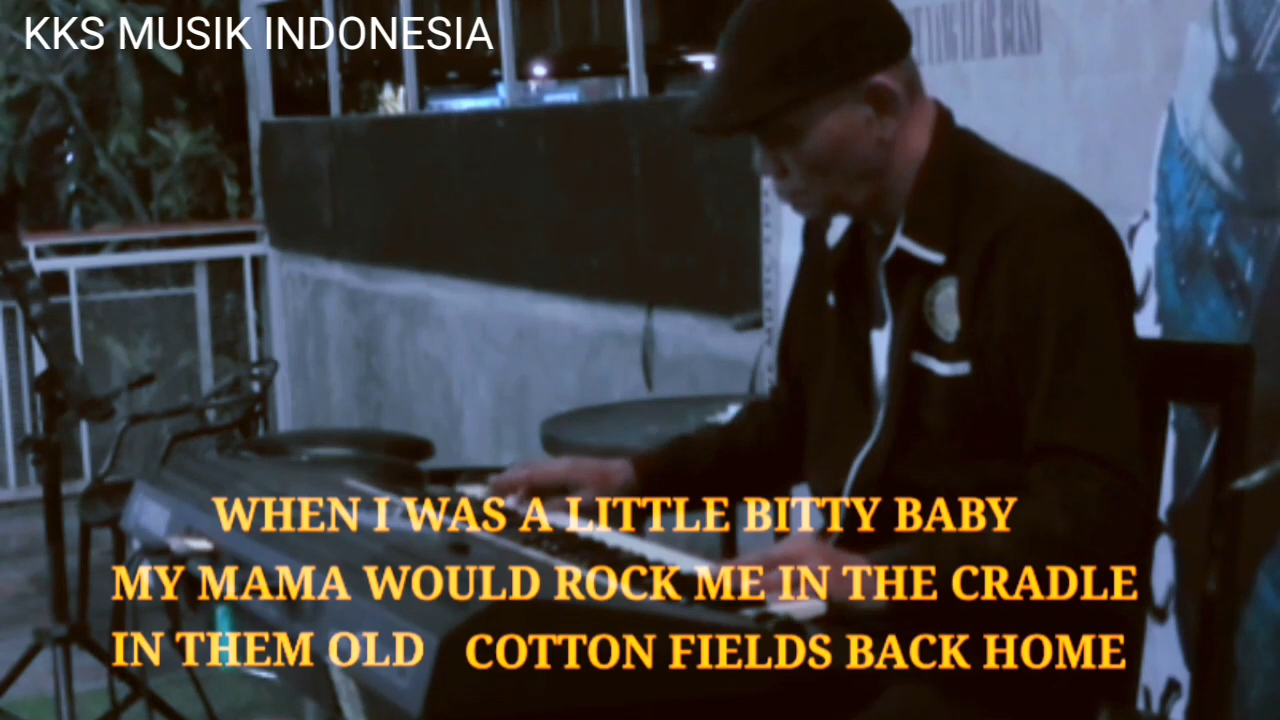 KKS MUSIK INDONESIA
WHEN I WAS A LITTLE BITTY BABY
MY MAMA WOULD ROCK ME IN THE CRADLE
IN THEM OLD COTTON FIELDS BACK HOME